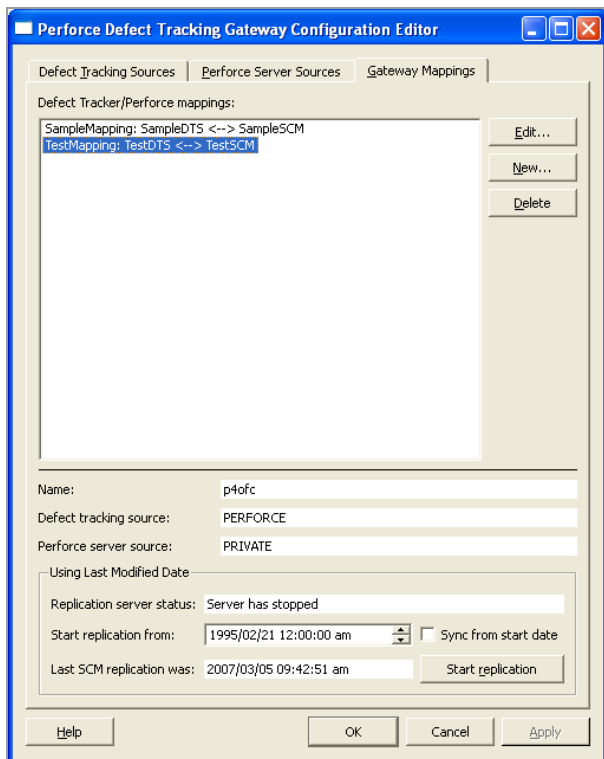 Perforce Defect Tracking Gateway Configuration Editor
Defect Tracking Sources Perforce Server Sources Gateway Mappings
Defect Tracker/Perforce mappings:
SampleMapping: SampleDTS <--> SampleSCM
TestMapping: TestDTS <--> TestSCM
Edit...
New...
Delete
Name: p4ofc
Defect tracking source: PERFORCE
Perforce server source: PRIVATE
Using Last Modified Date
Replication server status: Server has stopped
Start replication from: 1995/02/21 12:00:00 am Sync from start date
Last SCM replication was: 2007/03/05 09:42:51 am Start replication
Help OK Cancel Apply